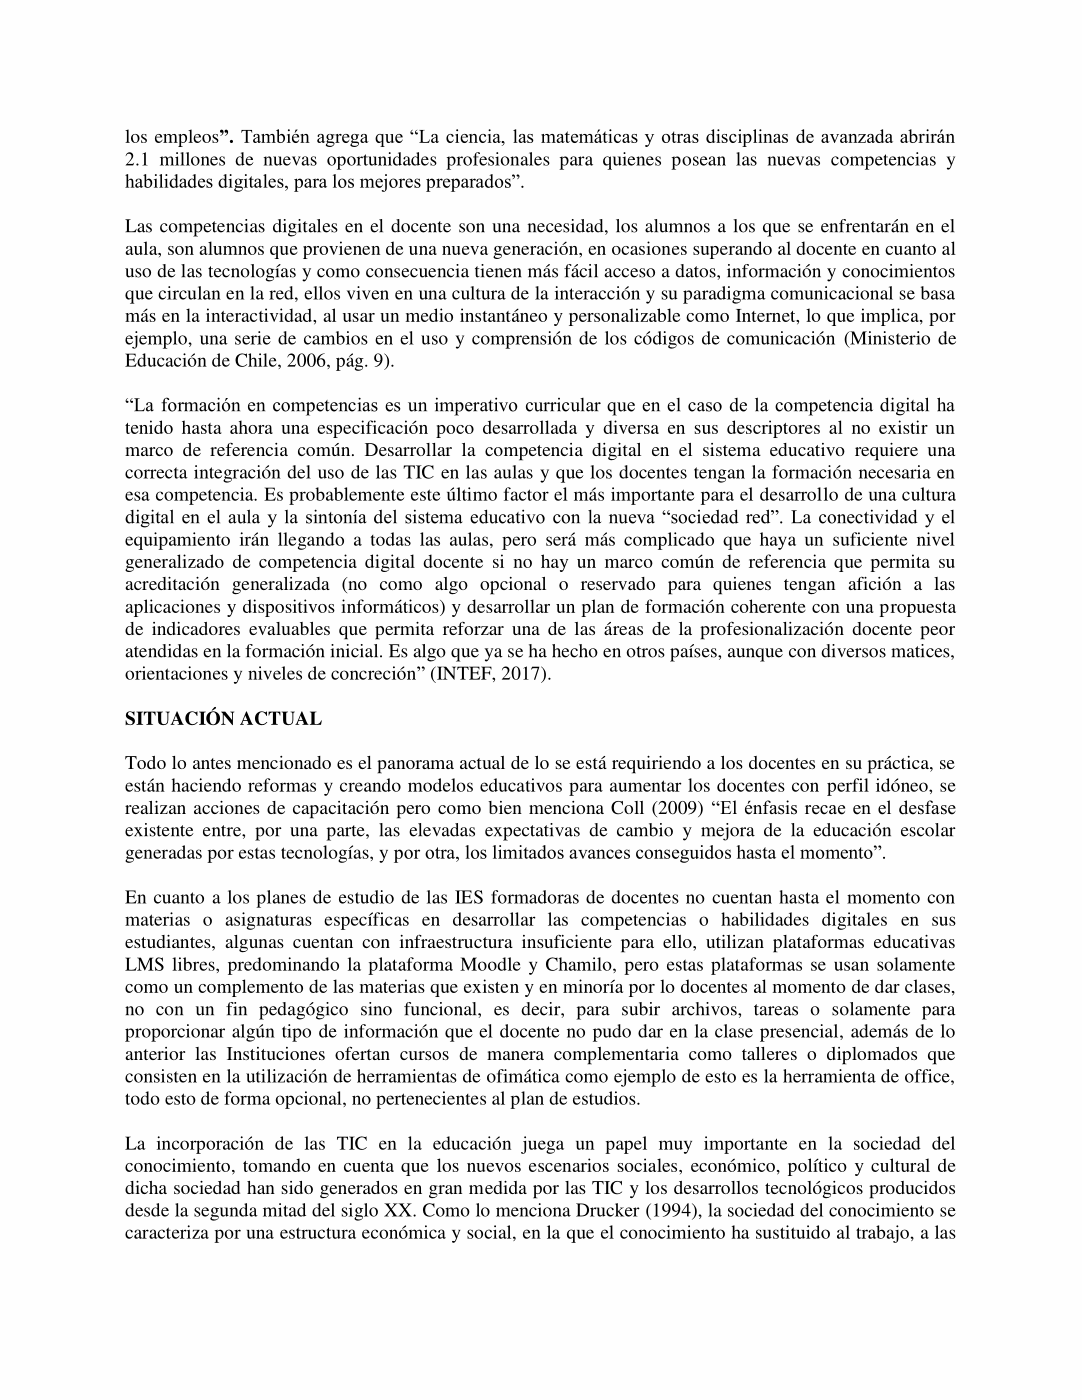 los empleos”. También agrega que “La ciencia, las matemáticas y otras disciplinas de avanzada abrirán
2.1 millones de nuevas oportunidades profesionales para quienes posean las nuevas competencias y
habilidades digitales, para los mejores preparados”.
Las competencias digitales en el docente son una necesidad, los alumnos a los que se enfrentarán en el
aula, son alumnos que provienen de una nueva generación, en ocasiones superando al docente en cuanto al
uso de las tecnologías y como consecuencia tienen más fácil acceso a datos, información y conocimientos
que circulan en la red, ellos viven en una cultura de la interacción y su paradigma comunicacional se basa
más en la interactividad, al usar un medio instantáneo y personalizable como Internet, lo que implica, por
ejemplo, una serie de cambios en el uso y comprensión de los códigos de comunicación (Ministerio de
Educación de Chile, 2006, pág. 9).
“La formación en competencias es un imperativo curricular que en el caso de la competencia digital ha
tenido hasta ahora una especificación poco desarrollada y diversa en sus descriptores al no existir un
marco de referencia común. Desarrollar la competencia digital en el sistema educativo requiere una
correcta integración del uso de las TIC en las aulas y que los docentes tengan la formación necesaria en
esa competencia. Es probablemente este último factor el más importante para el desarrollo de una cultura
digital en el aula y la sintonía del sistema educativo con la nueva “sociedad red”. La conectividad y el
equipamiento irán llegando a todas las aulas, pero será más complicado que haya un suficiente nivel
generalizado de competencia digital docente si no hay un marco común de referencia que permita su
acreditación generalizada (no como algo opcional o reservado para quienes tengan afición a las
aplicaciones y dispositivos informáticos) y desarrollar un plan de formación coherente con una propuesta
de indicadores evaluables que permita reforzar una de las áreas de la profesionalización docente peor
atendidas en la formación inicial. Es algo que ya se ha hecho en otros países, aunque con diversos matices,
orientaciones y niveles de concreción” (INTEF, 2017).
SITUACIÓN ACTUAL
Todo lo antes mencionado es el panorama actual de lo se está requiriendo a los docentes en su práctica, se
están haciendo reformas y creando modelos educativos para aumentar los docentes con perfil idóneo, se
realizan acciones de capacitación pero como bien menciona Coll (2009) “El énfasis recae en el desfase
existente entre, por una parte, las elevadas expectativas de cambio y mejora de la educación escolar
generadas por estas tecnologías, y por otra, los limitados avances conseguidos hasta el momento”.
En cuanto a los planes de estudio de las IES formadoras de docentes no cuentan hasta el momento con
materias o asignaturas específicas en desarrollar las competencias o habilidades digitales en sus
estudiantes, algunas cuentan con infraestructura insuficiente para ello, utilizan plataformas educativas
LMS libres, predominando la plataforma Moodle y Chamilo, pero estas plataformas se usan solamente
como un complemento de las materias que existen y en minoría por lo docentes al momento de dar clases,
no con un fin pedagógico sino funcional, es decir, para subir archivos, tareas o solamente para
proporcionar algún tipo de información que el docente no pudo dar en la clase presencial, además de lo
anterior las Instituciones ofertan cursos de manera complementaria como talleres o diplomados que
consisten en la utilización de herramientas de ofimática como ejemplo de esto es la herramienta de office,
todo esto de forma opcional, no pertenecientes al plan de estudios.
La incorporación de las TIC en la educación juega un papel muy importante en la sociedad del
conocimiento, tomando en cuenta que los nuevos escenarios sociales, económico, político y cultural de
dicha sociedad han sido generados en gran medida por las TIC y los desarrollos tecnológicos producidos
desde la segunda mitad del siglo XX. Como lo menciona Drucker (1994), la sociedad del conocimiento se
caracteriza por una estructura económica y social, en la que el conocimiento ha sustituido al trabajo, a las